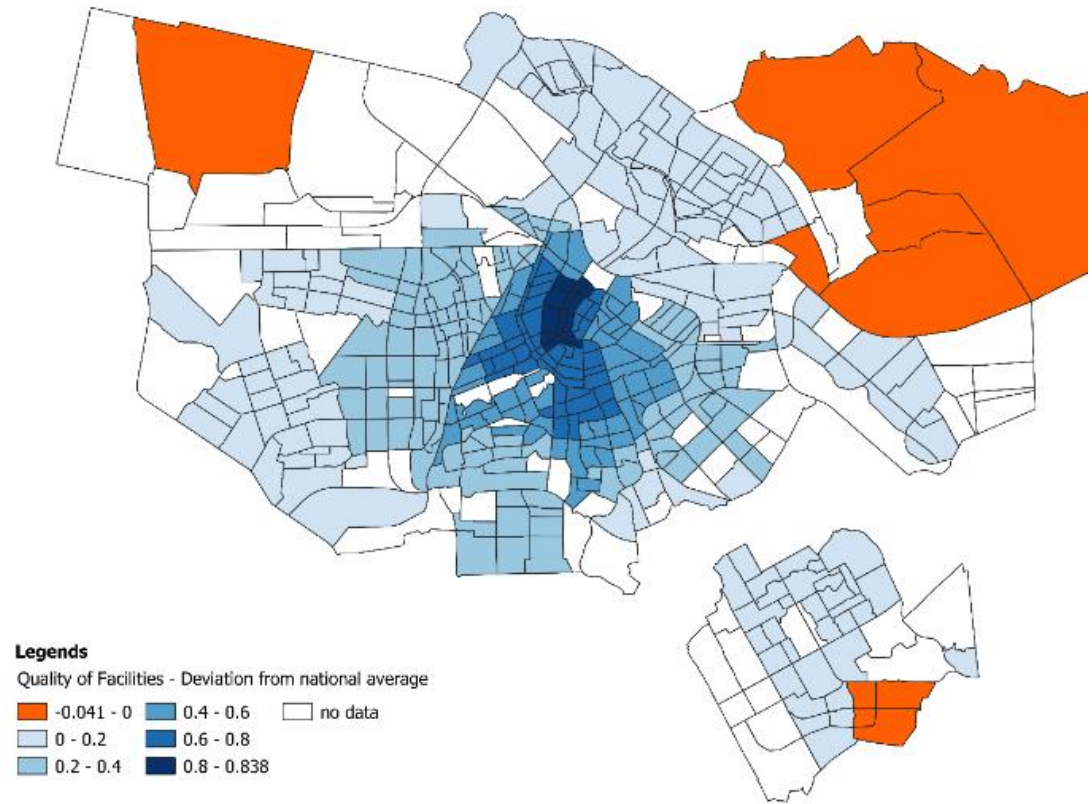 Legends
Quality of Facilities - Deviation from national average
-0.041 - 0
0.4 - 0.6
no data
0 - 0.2
0.6 - 0.8
0.2 - 0.4
0.8 - 0.838